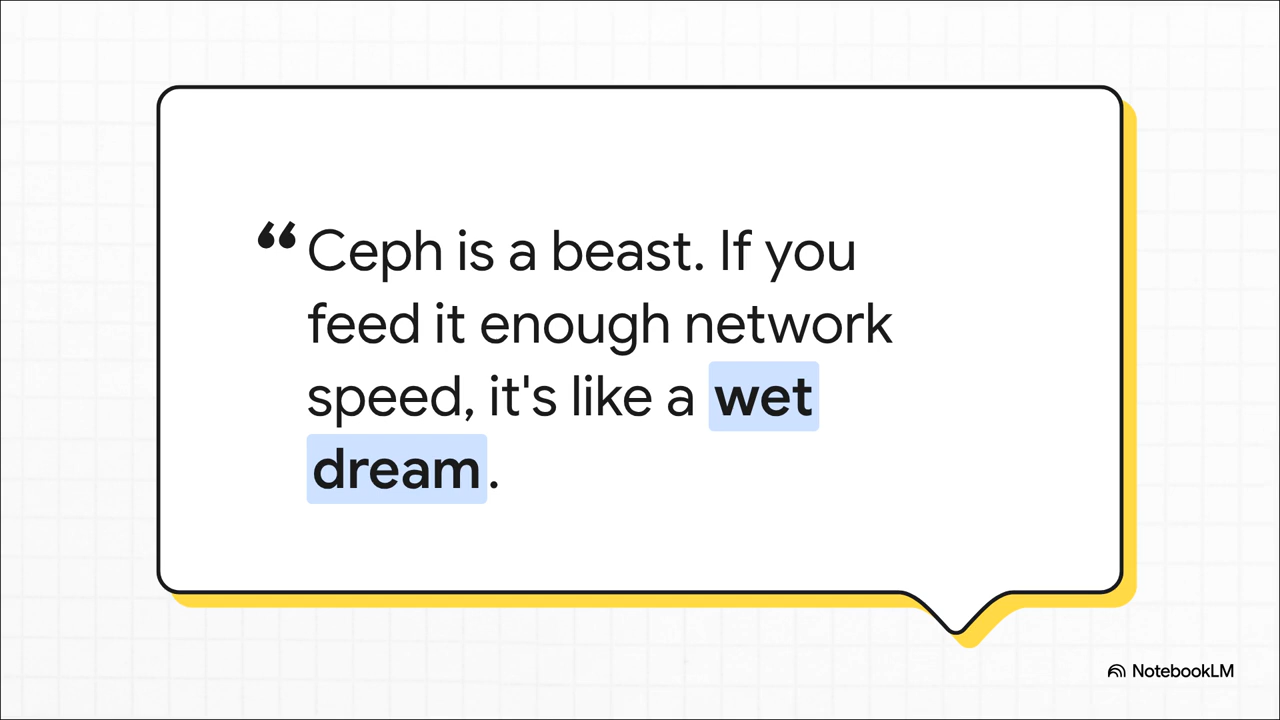 “Ceph is a beast. If you
feed it enough network
speed, it's like a wet
dream.
NotebookLM